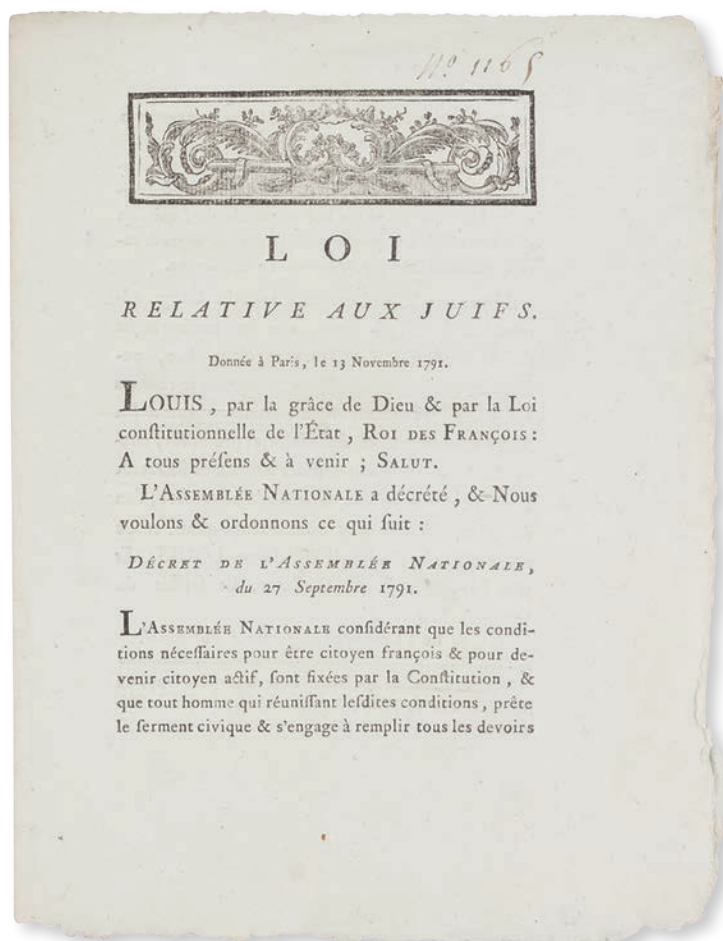 Nº 1165
LOI
RELATIVE AUX JUIFS.
Donnée à Paris, le 13 Novembre 1791.
LOUIS, par la grâce de Dieu & par la Loi
conſtitutionnelle de l'État, ROI DES FRANÇOIS:
A tous préſens & à venir; SALUT.
L'ASSEMBLÉE NATIONALE a décrété, & Nous
voulons & ordonnons ce qui ſuit :
DÉCRET DE L'ASSEMBLÉE NATIONALE,
du 27 Septembre 1791.
L'ASSEMBLÉE NATIONALE conſidérant que les condi-
tions néceſſaires pour être citoyen françois & pour de-
venir citoyen actif, ſont fixées par la Conſtitution, &
que tout homme qui réuniſſant leſdites conditions, prête
le ſerment civique & s'engage à remplir tous les devoirs